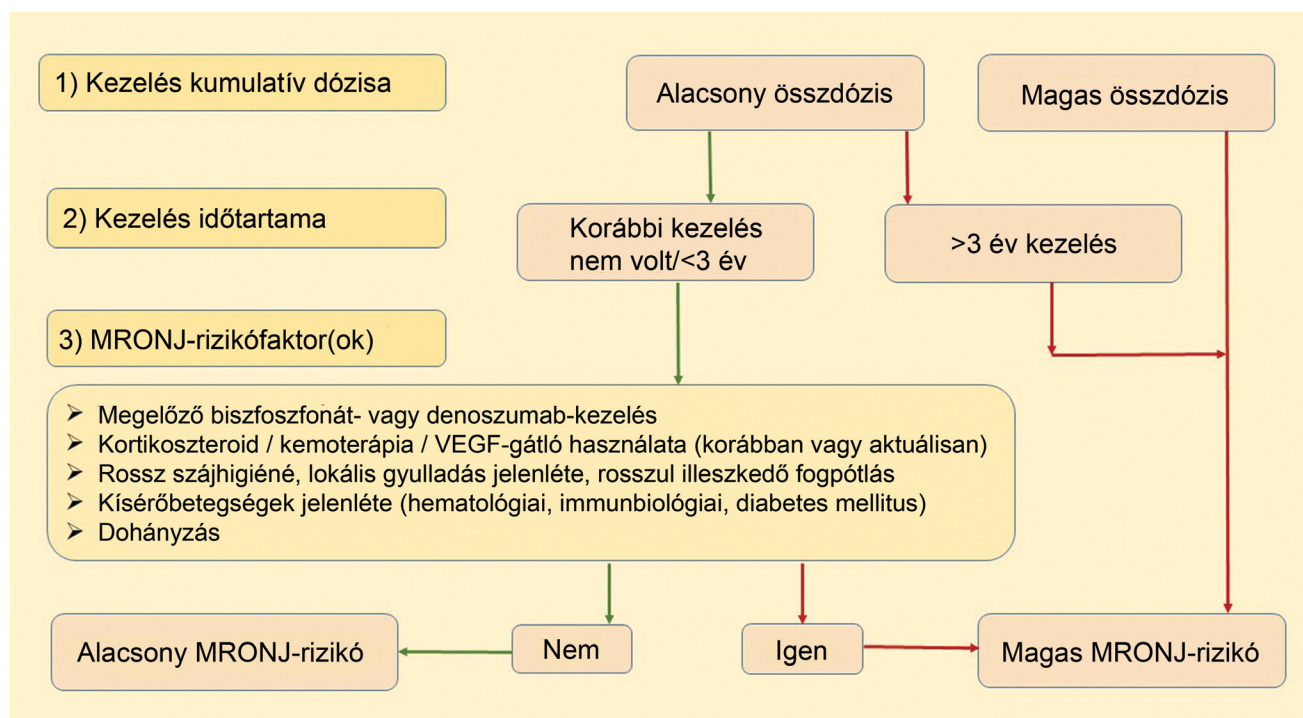 1) Kezelés kumulatív dózisa
Alacsony összdózis
Magas összdózis
2) Kezelés időtartama
Korábbi kezelés
nem volt/<3 év
>3 év kezelés
3) MRONJ-rizikófaktor(ok)
➢ Megelőző biszfoszfonát- vagy denoszumab-kezelés
➢ Kortikoszteroid / kemoterápia / VEGF-gátló használata (korábban vagy aktuálisan)
➢ Rossz szájhigiéné, lokális gyulladás jelenléte, rosszul illeszkedő fogpótlás
➢ Kísérőbetegségek jelenléte (hematológiai, immunbiológiai, diabetes mellitus)
➢ Dohányzás
Alacsony MRONJ-rizikó
Nem
Igen
Magas MRONJ-rizikó